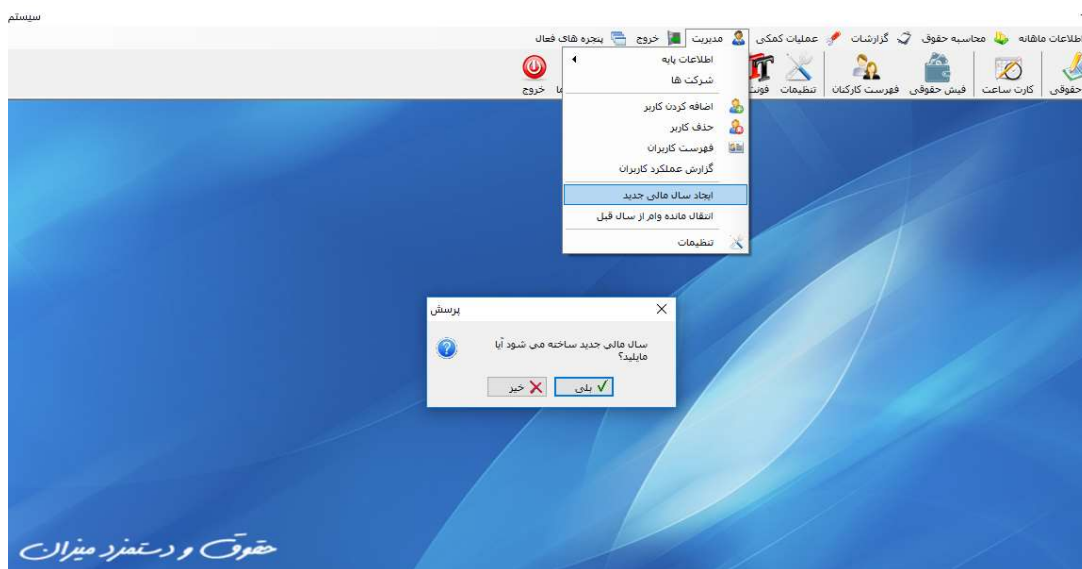 سیستم
اطلاعات ماهانه محاسبه حقوق گزارشات عملیات کمکی مدیریت خروج پنجره های فعال
حقوقی کارت ساعت فیش حقوقی فهرست کارکنان تنظیمات فونت خروج
اطلاعات پایه
شرکت ها
اضافه کردن کاربر
حذف کاربر
فهرست کاربران
گزارش عملکرد کاربران
ایجاد سال مالی جدید
انتقال مانده وام از سال قبل
تنظیمات
پرسش
سال مالی جدید ساخته می شود آیا
مایلید؟
بلی خیر
حقوق و دستمزد میزان